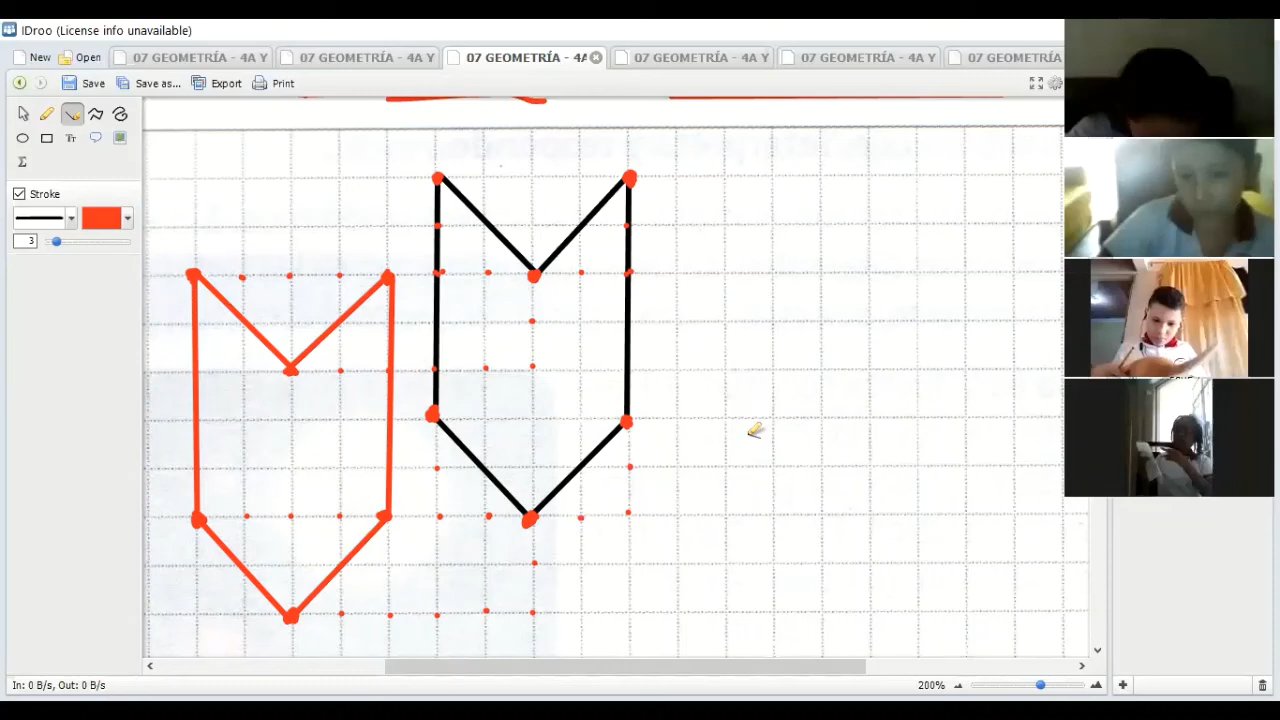 IDroo (License info unavailable)
New Open 07 GEOMETRÍA - 4A Y 07 GEOMETRÍA - 4A Y 07 GEOMETRÍA - 4A 07 GEOMETRÍA - 4A Y 07 GEOMETRÍA - 4A Y 07 GEOMETRÍA
Save Save as... Export Print
Tr
Σ
Stroke
3
In: 0 B/s, Out: 0 B/s 200%